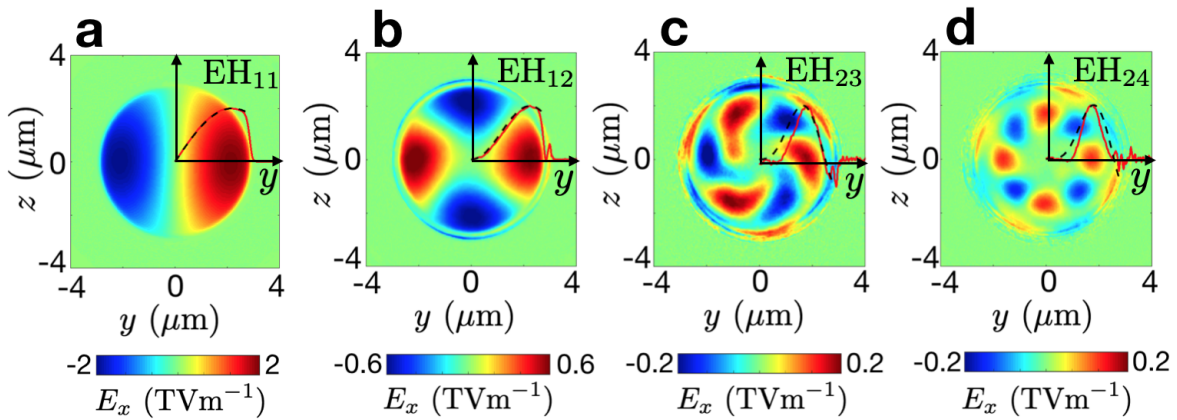 a
b
c
d
4
0
-4
z (μm)
EH₁₁
y
-4 0 4
y (μm)
-2 2
Eₓ (TVm⁻¹)
4
0
-4
z (μm)
EH₁₂
y
-4 0 4
y (μm)
-0.6 0.6
Eₓ (TVm⁻¹)
4
0
-4
z (μm)
EH₂₃
y
-4 0 4
y (μm)
-0.2 0.2
Eₓ (TVm⁻¹)
4
0
-4
z (μm)
EH₂₄
y
-4 0 4
y (μm)
-0.2 0.2
Eₓ (TVm⁻¹)